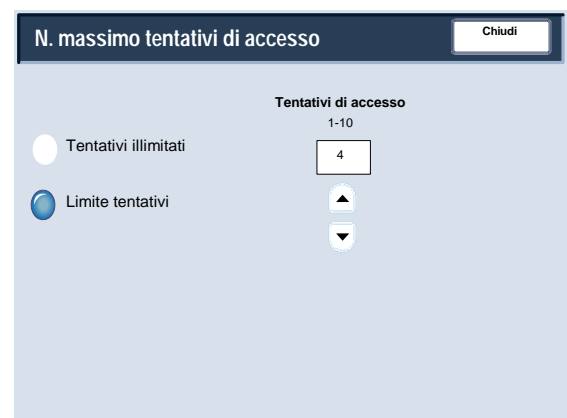 N. massimo tentativi di accesso
Chiudi
Tentativi di accesso
1-10
Tentativi illimitati
4
Limite tentativi